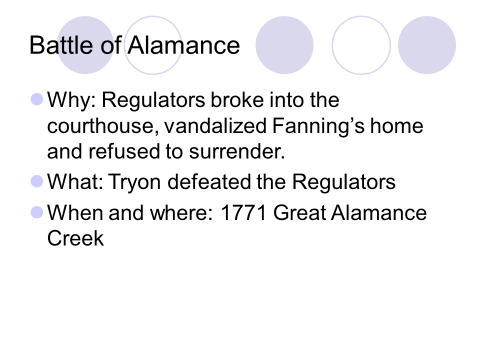 Battle of Alamance
Why: Regulators broke into the
courthouse, vandalized Fanning’s home
and refused to surrender.
What: Tryon defeated the Regulators
When and where: 1771 Great Alamance
Creek